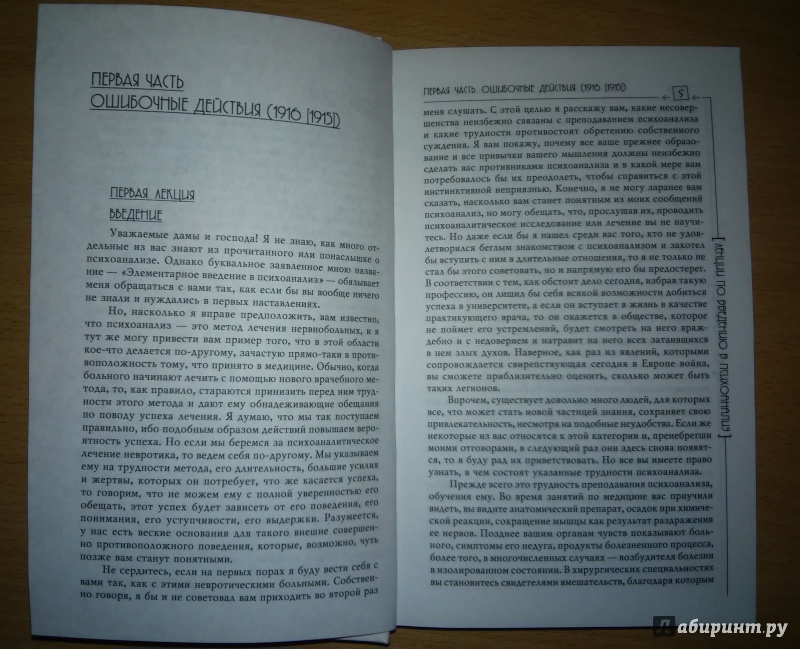 ПЕРВАЯ ЧАСТЬ
ОШИБОЧНЫЕ ДЕЙСТВИЯ (1916 [1915])
ПЕРВАЯ ЛЕКЦИЯ
ВВЕДЕНИЕ
Уважаемые дамы и господа! Я не знаю, как много от-
дельные из вас знают из прочитанного или понаслышке о
психоанализе. Однако буквальное заявленное мною назва-
ние — «Элементарное введение в психоанализ» — обязывает
меня обращаться с вами так, как если бы вы вообще ничего
не знали и нуждались в первых наставлениях.
Но, насколько я вправе предположить, вам известно,
что психоанализ — это метод лечения нервнобольных, и я
тут же могу привести вам пример того, что в этой области
кое-что делается по-другому, зачастую прямо-таки в проти-
воположность тому, что принято в медицине. Обычно, когда
больного начинают лечить с помощью нового врачебного ме-
тода, то, как правило, стараются принизить перед ним трудно-
сти этого метода и дают ему обнадеживающие обещания
по поводу успеха лечения. Я думаю, что мы так поступаем
правильно, ибо подобным образом действий повышаем веро-
ятность успеха. Но если мы беремся за психоаналитическое
лечение невротика, то ведем себя по-другому. Мы указываем
ему на трудности метода, его длительность, большие усилия
и жертвы, которых он потребует, что же касается успеха,
то говорим, что не можем ему с полной уверенностью его
обещать, этот успех будет зависеть от его поведения, его
понимания, его уступчивости, его выдержки. Разумеется,
у нас есть веские основания для такого внешне совершен-
но противоположного поведения, которые, возможно, чуть
позже вам станут понятными.
Не сердитесь, если на первых порах я буду вести себя с
вами так, как с этими невротическими больными. Собствен-
но говоря, я бы и не советовал вам приходить во второй раз
ПЕРВАЯ ЧАСТЬ. ОШИБОЧНЫЕ ДЕЙСТВИЯ (1916 [1915])
5
меня слушать. С этой целью я расскажу вам, какие несовер-
шенства неизбежно связаны с преподаванием психоанализа
и какие трудности противостоят обретению собственного
суждения. Я вам покажу, почему все ваше прежнее образо-
вание и все привычки вашего мышления должны неизбежно
сделать вас противниками психоанализа и в какой мере вам
потребовалось бы их преодолеть, чтобы справиться с этой
инстинктивной неприязнью. Конечно, я не могу заранее вам
сказать, насколько вам станет понятным из моих сообщений
психоанализ, но могу обещать, что, прослушав их, проводить
психоаналитическое исследование или лечение вы не научи-
тесь. Но даже если бы я нашел среди вас того, кто не удов-
летворился беглым знакомством с психоанализом и захотел
бы вступить с ним в длительные отношения, то я не только не
стал бы этого советовать, но и напрямую его бы предостерег.
В соответствии с тем, как обстоит дело сегодня, избрав такую
профессию, он лишил бы себя всякой возможности добиться
успеха в университете, а если он вступает в жизнь в качестве
практикующего врача, то он окажется в обществе, которое
не поймет его устремлений, будет смотреть на него враж-
дебно и с недоверием и натравит на него всех затаившихся
в нем злых духов. Наверное, как раз из явлений, которыми
сопровождается свирепствующая сегодня в Европе война,
вы сможете приблизительно оценить, сколько может быть
таких легионов.
Впрочем, существует довольно много людей, для которых
все, что может стать новой частицей знания, сохраняет свою
привлекательность, несмотря на подобные неудобства. Если же
некоторые из вас относятся к этой категории и, пренебрегши
моими отговорами, в следующий раз они здесь снова появят-
ся, то я буду рад их приветствовать. Но все вы имеете право
узнать, в чем состоят указанные трудности психоанализа.
Прежде всего это трудность преподавания психоанализа,
обучения ему. Во время занятий по медицине вас приучили
видеть, вы видите анатомический препарат, осадок при химиче-
ской реакции, сокращение мышцы как результат раздражения
ее нервов. Позднее вашим органам чувств показывают боль-
ного, симптомы его недуга, продукты болезненного процесса,
более того, в многочисленных случаях — возбудителя болезни
в изолированном состоянии. В хирургических специальностях
вы становитесь свидетелями вмешательств, благодаря которым
[ЛЕКЦИИ ПО ВВЕДЕНИЮ В ПСИХОАНАЛИЗ]
Лабиринт.ру